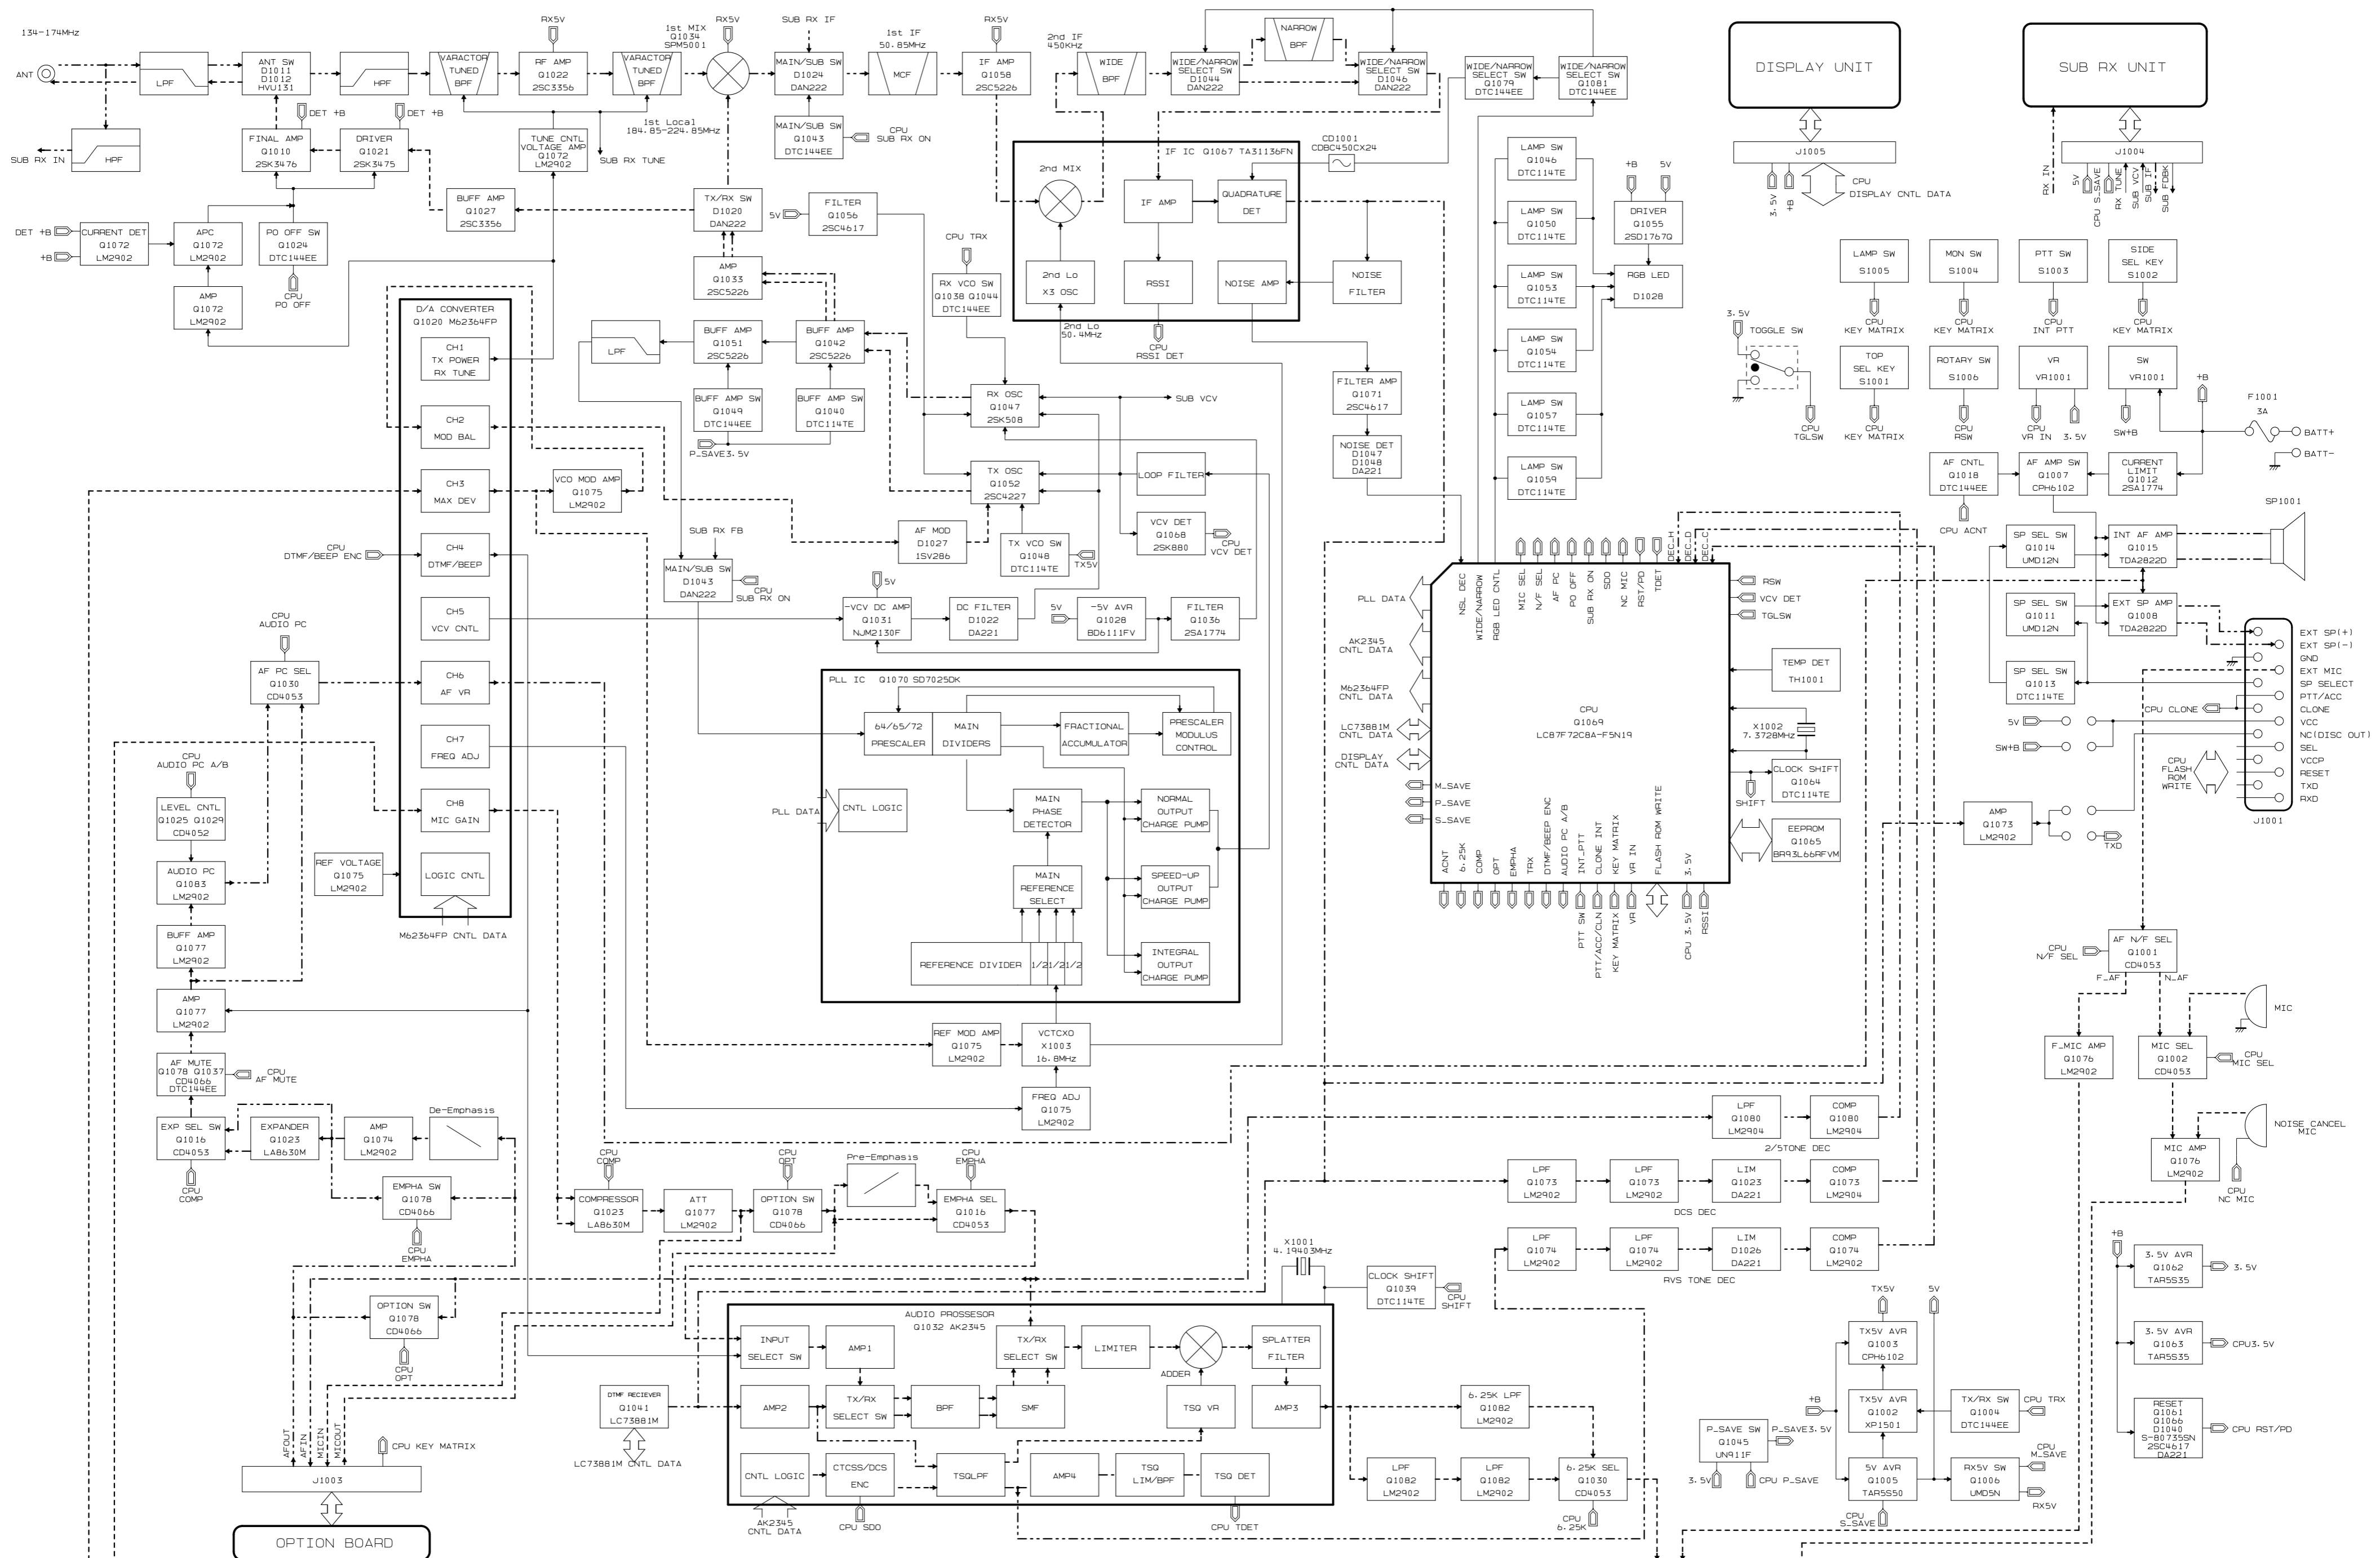 134-174MHz
ANT
LPF
ANT SW
D1011
D1012
HVU131
HPF
VARACTOR
TUNED
BPF
RX5V
RF AMP
Q1022
2SC3356
VARACTOR
TUNED
BPF
1st MIX
Q1034
SPM5001
RX5V
SUB RX IF
MAIN/SUB SW
D1024
DAN222
1st IF
50.85MHz
MCF
RX5V
IF AMP
Q1058
2SC5226
2nd IF
450KHz
WIDE
BPF
WIDE/NARROW
SELECT SW
D1044
DAN222
NARROW
BPF
WIDE/NARROW
SELECT SW
D1046
DAN222
WIDE/NARROW
SELECT SW
Q1079
DTC144EE
WIDE/NARROW
SELECT SW
Q1081
DTC144EE
DISPLAY UNIT
SUB RX UNIT
SUB RX IN
HPF
DET +B
FINAL AMP
Q1010
2SK3476
DET +B
DRIVER
Q1021
2SK3475
TUNE CNTL
VOLTAGE AMP
Q1072
LM2902
SUB RX TUNE
1st Local
184.85-224.85MHz
MAIN/SUB SW
Q1043
DTC144EE
CPU
SUB RX ON
IF IC Q1067 TA31136FN
CD1001
CDBC450CX24
2nd MIX
IF AMP
QUADRATURE
DET
2nd Lo
X3 OSC
RSSI
NOISE AMP
NOISE
FILTER
2nd Lo
50.4MHz
CPU
RSSI DET
J1005
3.5V
+B
CPU
DISPLAY CNTL DATA
J1004
RX IN
5V
CPU S_SAVE
RX TUNE
SUB VCV
SUB IF
SUB FDBK
BUFF AMP
Q1027
2SC3356
TX/RX SW
D1020
DAN222
5V
FILTER
Q1056
2SC4617
DET +B
+B
CURRENT DET
Q1072
LM2902
APC
Q1072
LM2902
PO OFF SW
Q1024
DTC144EE
CPU
PO OFF
AMP
Q1072
LM2902
AMP
Q1033
2SC5226
CPU TRX
RX VCO SW
Q1038 Q1044
DTC144EE
LAMP SW
Q1046
DTC114TE
LAMP SW
Q1050
DTC114TE
LAMP SW
Q1053
DTC114TE
LAMP SW
Q1054
DTC114TE
LAMP SW
Q1057
DTC114TE
LAMP SW
Q1059
DTC114TE
+B
5V
DRIVER
Q1055
2SD1767Q
RGB LED
D1028
LAMP SW
S1005
CPU
KEY MATRIX
MON SW
S1004
CPU
KEY MATRIX
PTT SW
S1003
CPU
INT PTT
SIDE
SEL KEY
S1002
CPU
KEY MATRIX
3.5V
TOGGLE SW
CPU
TGLSW
TOP
SEL KEY
S1001
CPU
KEY MATRIX
ROTARY SW
S1006
CPU
RSW
VR
VR1001
CPU
VR IN
3.5V
SW
VR1001
SW+B
+B
F1001
3A
BATT+
BATT-
D/A CONVERTER
Q1020 M62364FP
CH1
TX POWER
RX TUNE
CH2
MOD BAL
CH3
MAX DEV
CH4
DTMF/BEEP
CH5
VCV CNTL
CH6
AF VR
CH7
FREQ ADJ
CH8
MIC GAIN
LOGIC CNTL
M62364FP CNTL DATA
LPF
BUFF AMP
Q1051
2SC5226
BUFF AMP
Q1042
2SC5226
BUFF AMP SW
Q1049
DTC144EE
BUFF AMP SW
Q1040
DTC114TE
P_SAVE3.5V
RX OSC
Q1047
2SK508
SUB VCV
TX OSC
Q1052
2SC4227
LOOP FILTER
FILTER AMP
Q1071
2SC4617
NOISE DET
D1047
D1048
DA221
VCO MOD AMP
Q1075
LM2902
AF MOD
D1027
ISV286
TX VCO SW
Q1048
DTC114TE
TX5V
VCV DET
Q1068
2SK880
CPU
VCV DET
CPU
DTMF/BEEP ENC
SUB RX FB
MAIN/SUB SW
D1043
DAN222
CPU
SUB RX ON
5V
-VCV DC AMP
Q1031
NJM2130F
DC FILTER
D1022
DA221
5V
-5V AVR
Q1028
BD6111FV
FILTER
Q1036
2SA1774
AF CNTL
Q1018
DTC144EE
CPU ACNT
AF AMP SW
Q1007
CPH6102
CURRENT
LIMIT
Q1012
2SA1774
SP1001
SP SEL SW
Q1014
UMD12N
INT AF AMP
Q1015
TDA2822D
SP SEL SW
Q1011
UMD12N
EXT SP AMP
Q1008
TDA2822D
SP SEL SW
Q1013
DTC114TE
CPU CLONE
5V
SW+B
EXT SP(+)
EXT SP(-)
GND
EXT MIC
SP SELECT
PTT/ACC
CLONE
VCC
NC(DISC OUT)
SEL
VCCP
RESET
TXD
RXD
J1001
CPU
FLASH
ROM
WRITE
AMP
Q1073
LM2902
TXD
NSL DEC
WIDE/NARROW
RGB LED CNTL
MIC SEL
N/F SEL
AF PC
PO OFF
SUB RX ON
SDO
NC MIC
RST/PD
TDET
DEC_H
DEC_D
DEC_C
PLL DATA
AK2345
CNTL DATA
M62364FP
CNTL DATA
LC73881M
CNTL DATA
DISPLAY
CNTL DATA
M_SAVE
P_SAVE
S_SAVE
CPU
Q1069
LC87F72C8A-F5N19
RSW
VCV DET
TGLSW
TEMP DET
TH1001
X1002
7.3728MHz
CLOCK SHIFT
Q1064
DTC114TE
SHIFT
EEPROM
Q1065
BR93L66RFVM
ACNT
6.25K
COMP
OPT
EMPHA
TRX
DTMF/BEEP ENC
AUDIO PC A/B
INT_PTT
CLONE INT
KEY MATRIX
VR IN
FLASH ROM WRITE
3.5V
PTT SW
PTT/ACC/CLN
KEY MATRIX
VR IN
CPU 3.5V
RSSI
CPU
AUDIO PC
AF PC SEL
Q1030
CD4053
CPU
AUDIO PC A/B
LEVEL CNTL
Q1025 Q1029
CD4052
AUDIO PC
Q1083
LM2902
BUFF AMP
Q1077
LM2902
AMP
Q1077
LM2902
AF MUTE
Q1078 Q1037
CD4066
DTC144EE
CPU
AF MUTE
REF VOLTAGE
Q1075
LM2902
PLL IC Q1070 SD7025DK
64/65/72
PRESCALER
MAIN
DIVIDERS
FRACTIONAL
ACCUMULATOR
PRESCALER
MODULUS
CONTROL
PLL DATA
CNTL LOGIC
MAIN
PHASE
DETECTOR
NORMAL
OUTPUT
CHARGE PUMP
MAIN
REFERENCE
SELECT
SPEED-UP
OUTPUT
CHARGE PUMP
REFERENCE DIVIDER
1/2
1/2
1/2
INTEGRAL
OUTPUT
CHARGE PUMP
REF MOD AMP
Q1075
LM2902
VCTCXO
X1003
16.8MHz
FREQ ADJ
Q1075
LM2902
CPU
N/F SEL
AF N/F SEL
Q1001
CD4053
F_AF
N_AF
MIC
F_MIC AMP
Q1076
LM2902
MIC SEL
Q1002
CD4053
CPU
MIC SEL
NOISE CANCEL
MIC
MIC AMP
Q1076
LM2902
CPU
NC MIC
EXP SEL SW
Q1016
CD4053
CPU
COMP
EXPANDER
Q1023
LA8630M
AMP
Q1074
LM2902
De-Emphasis
EMPHA SW
Q1078
CD4066
CPU
EMPHA
CPU
COMP
COMPRESSOR
Q1023
LA8630M
ATT
Q1077
LM2902
CPU
OPT
OPTION SW
Q1078
CD4066
Pre-Emphasis
CPU
EMPHA
EMPHA SEL
Q1016
CD4053
LPF
Q1080
LM2904
COMP
Q1080
LM2904
2/5TONE DEC
LPF
Q1073
LM2902
LPF
Q1073
LM2902
LIM
Q1023
DA221
COMP
Q1073
LM2904
DCS DEC
LPF
Q1074
LM2902
LPF
Q1074
LM2902
LIM
D1026
DA221
COMP
Q1074
LM2902
RVS TONE DEC
X1001
4.19403MHz
CLOCK SHIFT
Q1039
DTC114TE
CPU
SHIFT
OPTION SW
Q1078
CD4066
CPU
OPT
AUDIO PROSSESOR
Q1032 AK2345
INPUT
SELECT SW
AMP1
TX/RX
SELECT SW
LIMITER
ADDER
SPLATTER
FILTER
AMP2
TX/RX
SELECT SW
BPF
SMF
TSQ VR
AMP3
CNTL LOGIC
CTCSS/DCS
ENC
TSQLPF
AMP4
TSQ
LIM/BPF
TSQ DET
AK2345
CNTL DATA
CPU SDO
CPU TDET
DTMF RECIEVER
Q1041
LC73881M
LC73881M CNTL DATA
6.25K LPF
Q1082
LM2902
LPF
Q1082
LM2902
LPF
Q1082
LM2902
6.25K SEL
Q1030
CD4053
CPU
6.25K
AFOUT
AFIN
MICIN
MICOUT
CPU KEY MATRIX
J1003
OPTION BOARD
P_SAVE SW
Q1045
UN911F
P_SAVE3.5V
3.5V
CPU P_SAVE
TX5V
5V
TX5V AVR
Q1003
CPH6102
+B
TX5V AVR
Q1002
XP1501
TX/RX SW
Q1004
DTC144EE
CPU TRX
5V AVR
Q1005
TAR5S50
CPU
S_SAVE
RX5V SW
Q1006
UMD5N
CPU
M_SAVE
RX5V
+B
3.5V AVR
Q1062
TAR5S35
3.5V
3.5V AVR
Q1063
TAR5S35
CPU3.5V
RESET
Q1061
Q1066
D1040
S-80735SN
2SC4617
DA221
CPU RST/PD